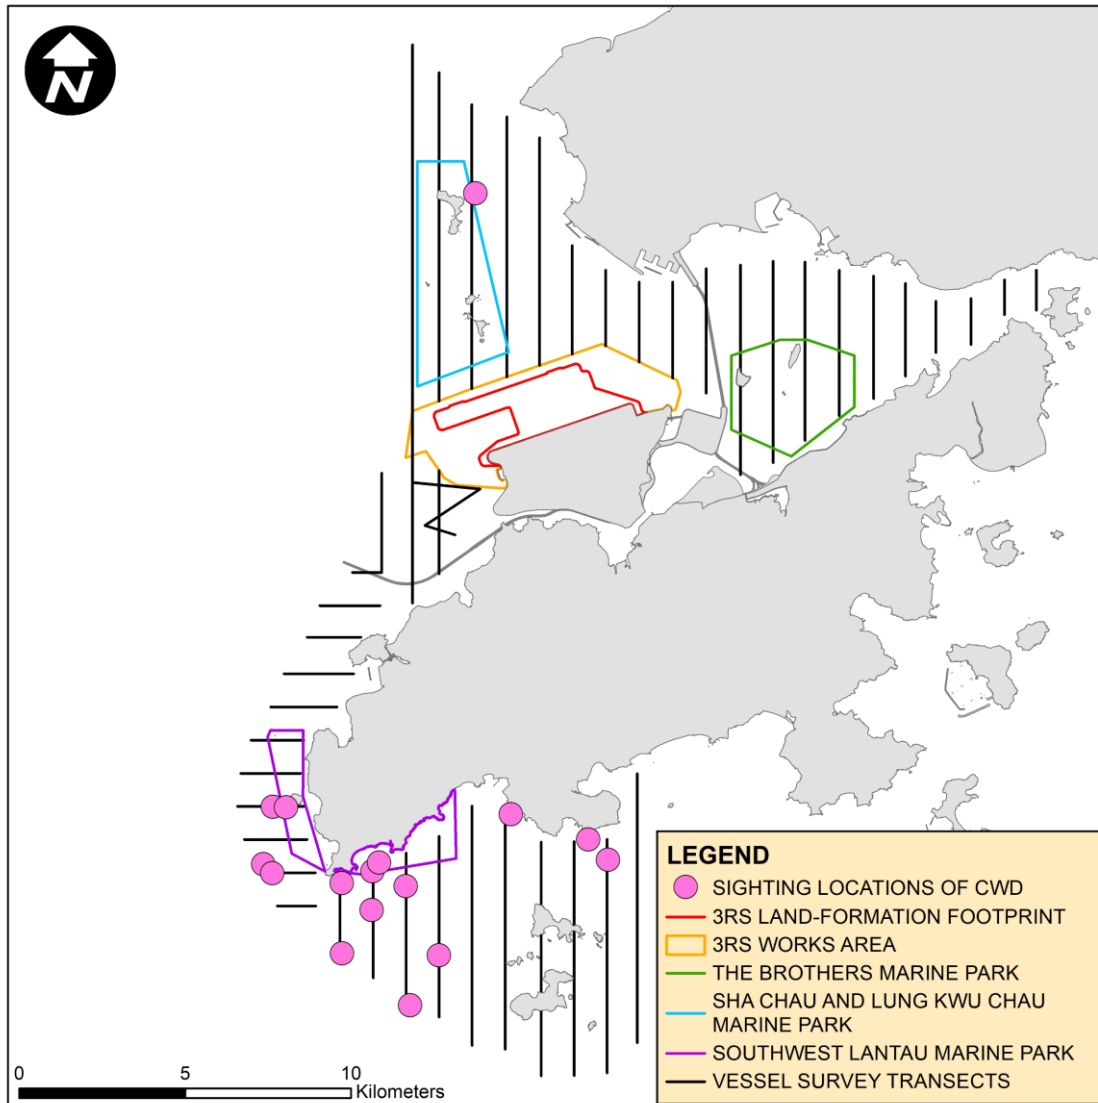 N
LEGEND
SIGHTING LOCATIONS OF CWD
3RS LAND-FORMATION FOOTPRINT
3RS WORKS AREA
THE BROTHERS MARINE PARK
SHA CHAU AND LUNG KWU CHAU
MARINE PARK
SOUTHWEST LANTAU MARINE PARK
VESSEL SURVEY TRANSECTS
0 5 10
Kilometers